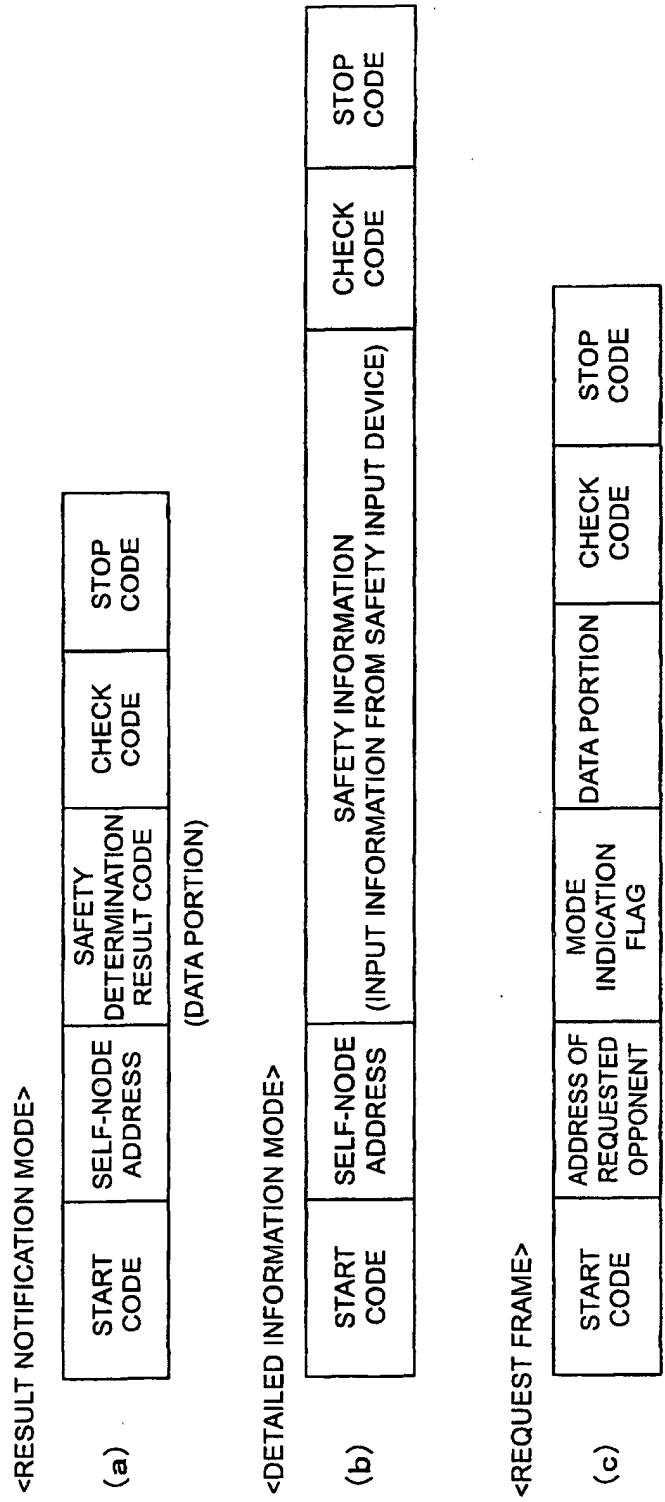 <RESULT NOTIFICATION MODE>
(a)
START
CODE
SELF-NODE
ADDRESS
SAFETY
DETERMINATION
RESULT CODE
CHECK
CODE
STOP
CODE
(DATA PORTION)
<DETAILED INFORMATION MODE>
(b)
START
CODE
SELF-NODE
ADDRESS
SAFETY INFORMATION
(INPUT INFORMATION FROM SAFETY INPUT DEVICE)
CHECK
CODE
STOP
CODE
<REQUEST FRAME>
(c)
START
CODE
ADDRESS OF
REQUESTED
OPPONENT
MODE
INDICATION
FLAG
DATA PORTION
CHECK
CODE
STOP
CODE